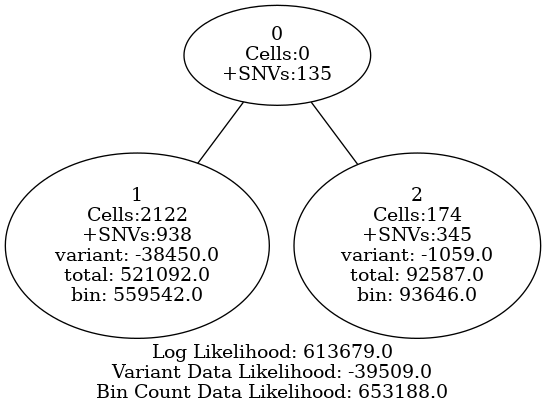 0
Cells:0
+SNVs:135
1
Cells:2122
+SNVs:938
variant: -38450.0
total: 521092.0
bin: 559542.0
2
Cells:174
+SNVs:345
variant: -1059.0
total: 92587.0
bin: 93646.0
Log Likelihood: 613679.0
Variant Data Likelihood: -39509.0
Bin Count Data Likelihood: 653188.0